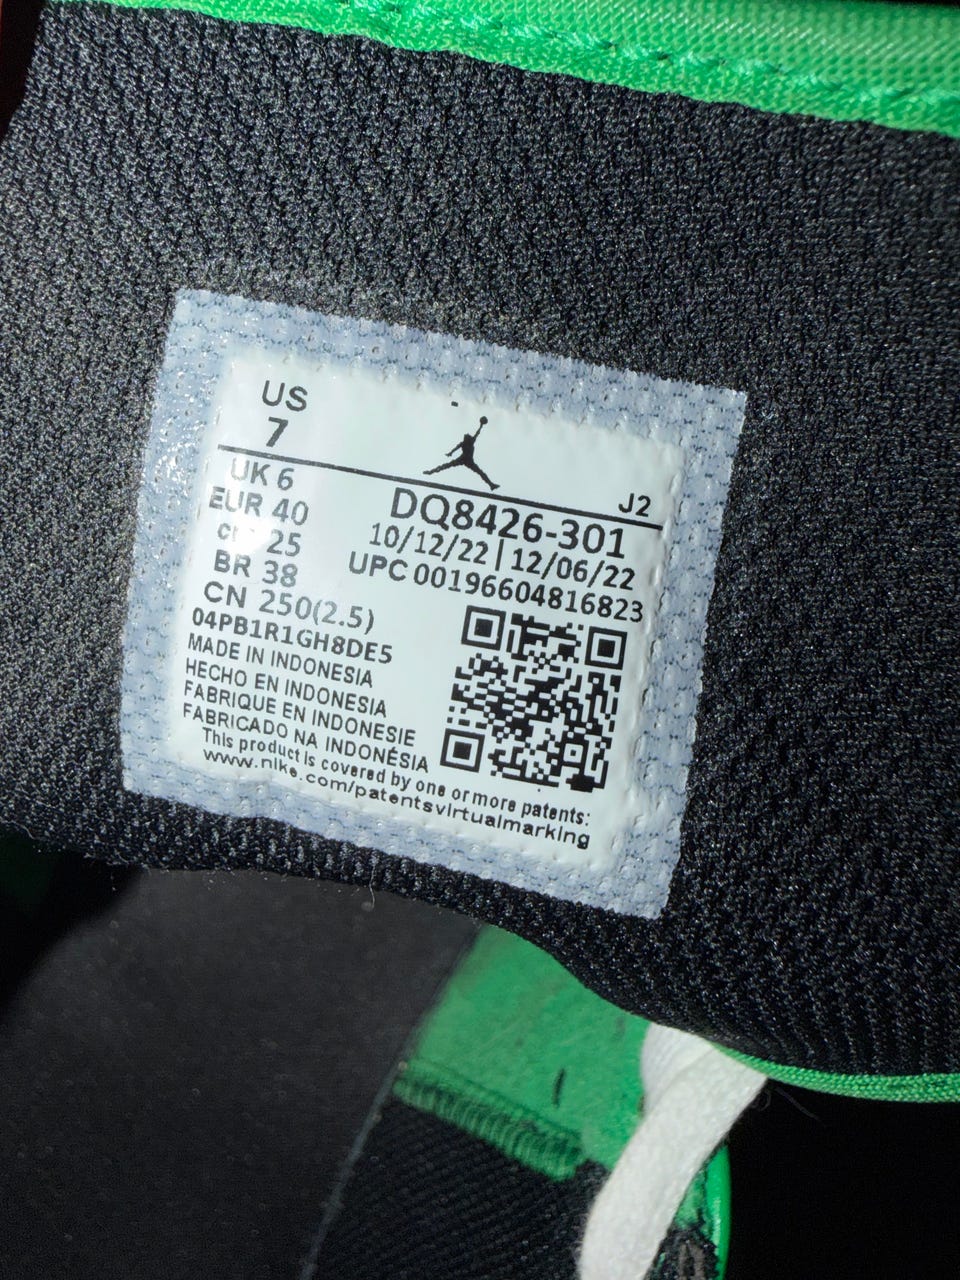 US
7
J2
UK 6
EUR 40
cm 25
BR 38
CN 250(2.5)
DQ8426-301
10/12/22 | 12/06/22
UPC 00196604816823
04PB1R1GH8DE5
MADE IN INDONESIA
HECHO EN INDONESIA
FABRIQUE EN INDONESIE
FABRICADO NA INDONÉSIA
This product is covered by one or more patents:
www.nike.com/patentsvirtualmarking